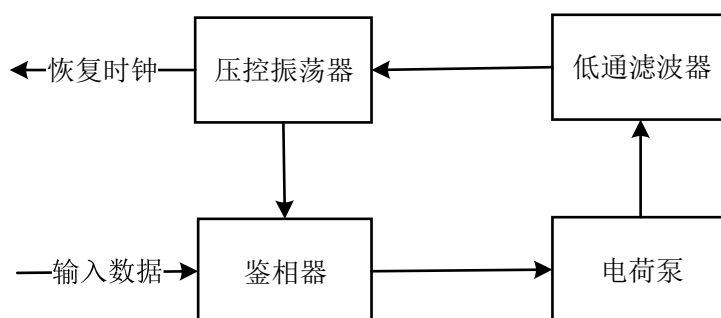 恢复时钟
压控振荡器
低通滤波器
输入数据
鉴相器
电荷泵